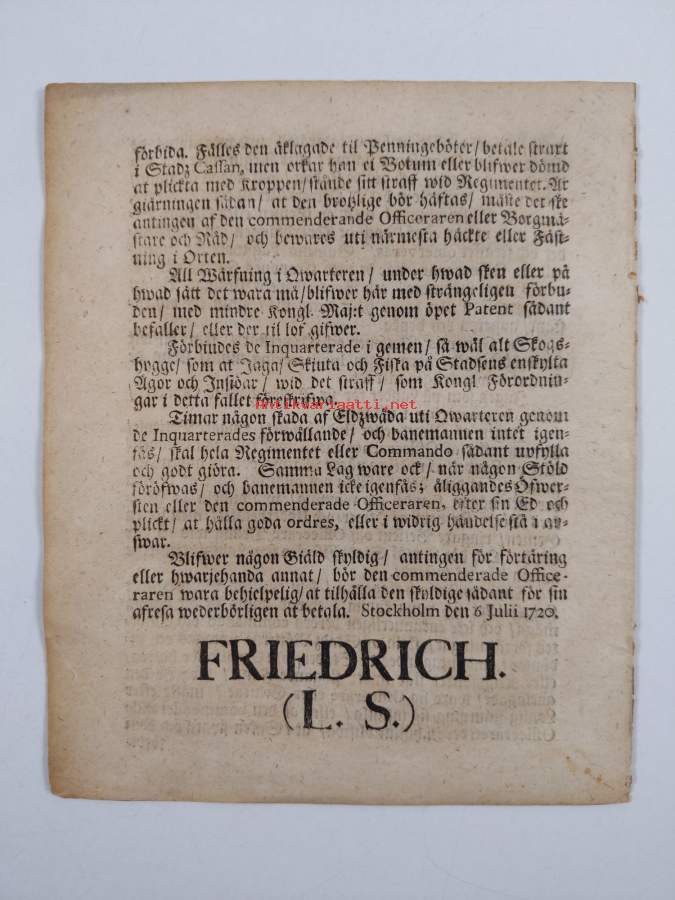 förbida. Fälles den åklagade til Penningeböter/ betale strart
i Stadz Cassan, men orkar han ei Botum eller blifwer dömd
at plickta med Kroppen/ stånde sitt straff wid Regimentet. Är
giärningen sådan/ at den brotzlige bör häftas/ måste det ske
antingen af den commenderande Officeraren eller Borgmä-
stare och Råd/ och bewares uti närmesta häckte eller Fäst-
ning i Orten.
All Wärfning i Qwarteren/ under hwad sken eller på
hwad sätt det wara må/ blifwer här med strängeligen förbu-
den/ med mindre Kongl. Maj:t genom öpet Patent sådant
befaller/ eller der til lof gifwer.
Förbiudes de Inquarterade i gemen/ så wäl alt Skogs-
hygge/ som at Jaga/ Skiuta och Fiska på Stadsens enskylta
Ägor och Insiöar/ wid det straff/ som Kongl Förordnin-
gar i detta fallet föreskrifwa.
antikvariaatti.net
Timar någon skada af Eldzwåda uti Qwarteren genom
de Inquarterades förwållande/ och banemannen intet igen-
fås/ skal hela Regimentet eller Commando sådant upfylla
och godt giöra. Samma Lag ware ock/ när någon Stöld
föröfwas/ och banemannen icke igenfås; åliggandes Öfwer-
sten eller den commenderade Officeraren, efter sin Ed och
plickt/ at hålla goda ordres, eller i widrig händelse stå i an-
swar.
Blifwer någon Giäld skyldig/ antingen för förtäring
eller hwarjehanda annat/ bör den commenderade Office-
raren wara behielpelig/ at tilhålla den skyldige sådant för sin
afresa wederbörligen at betala. Stockholm den 6 Julii 1720.
FRIEDRICH.
(L. S.)